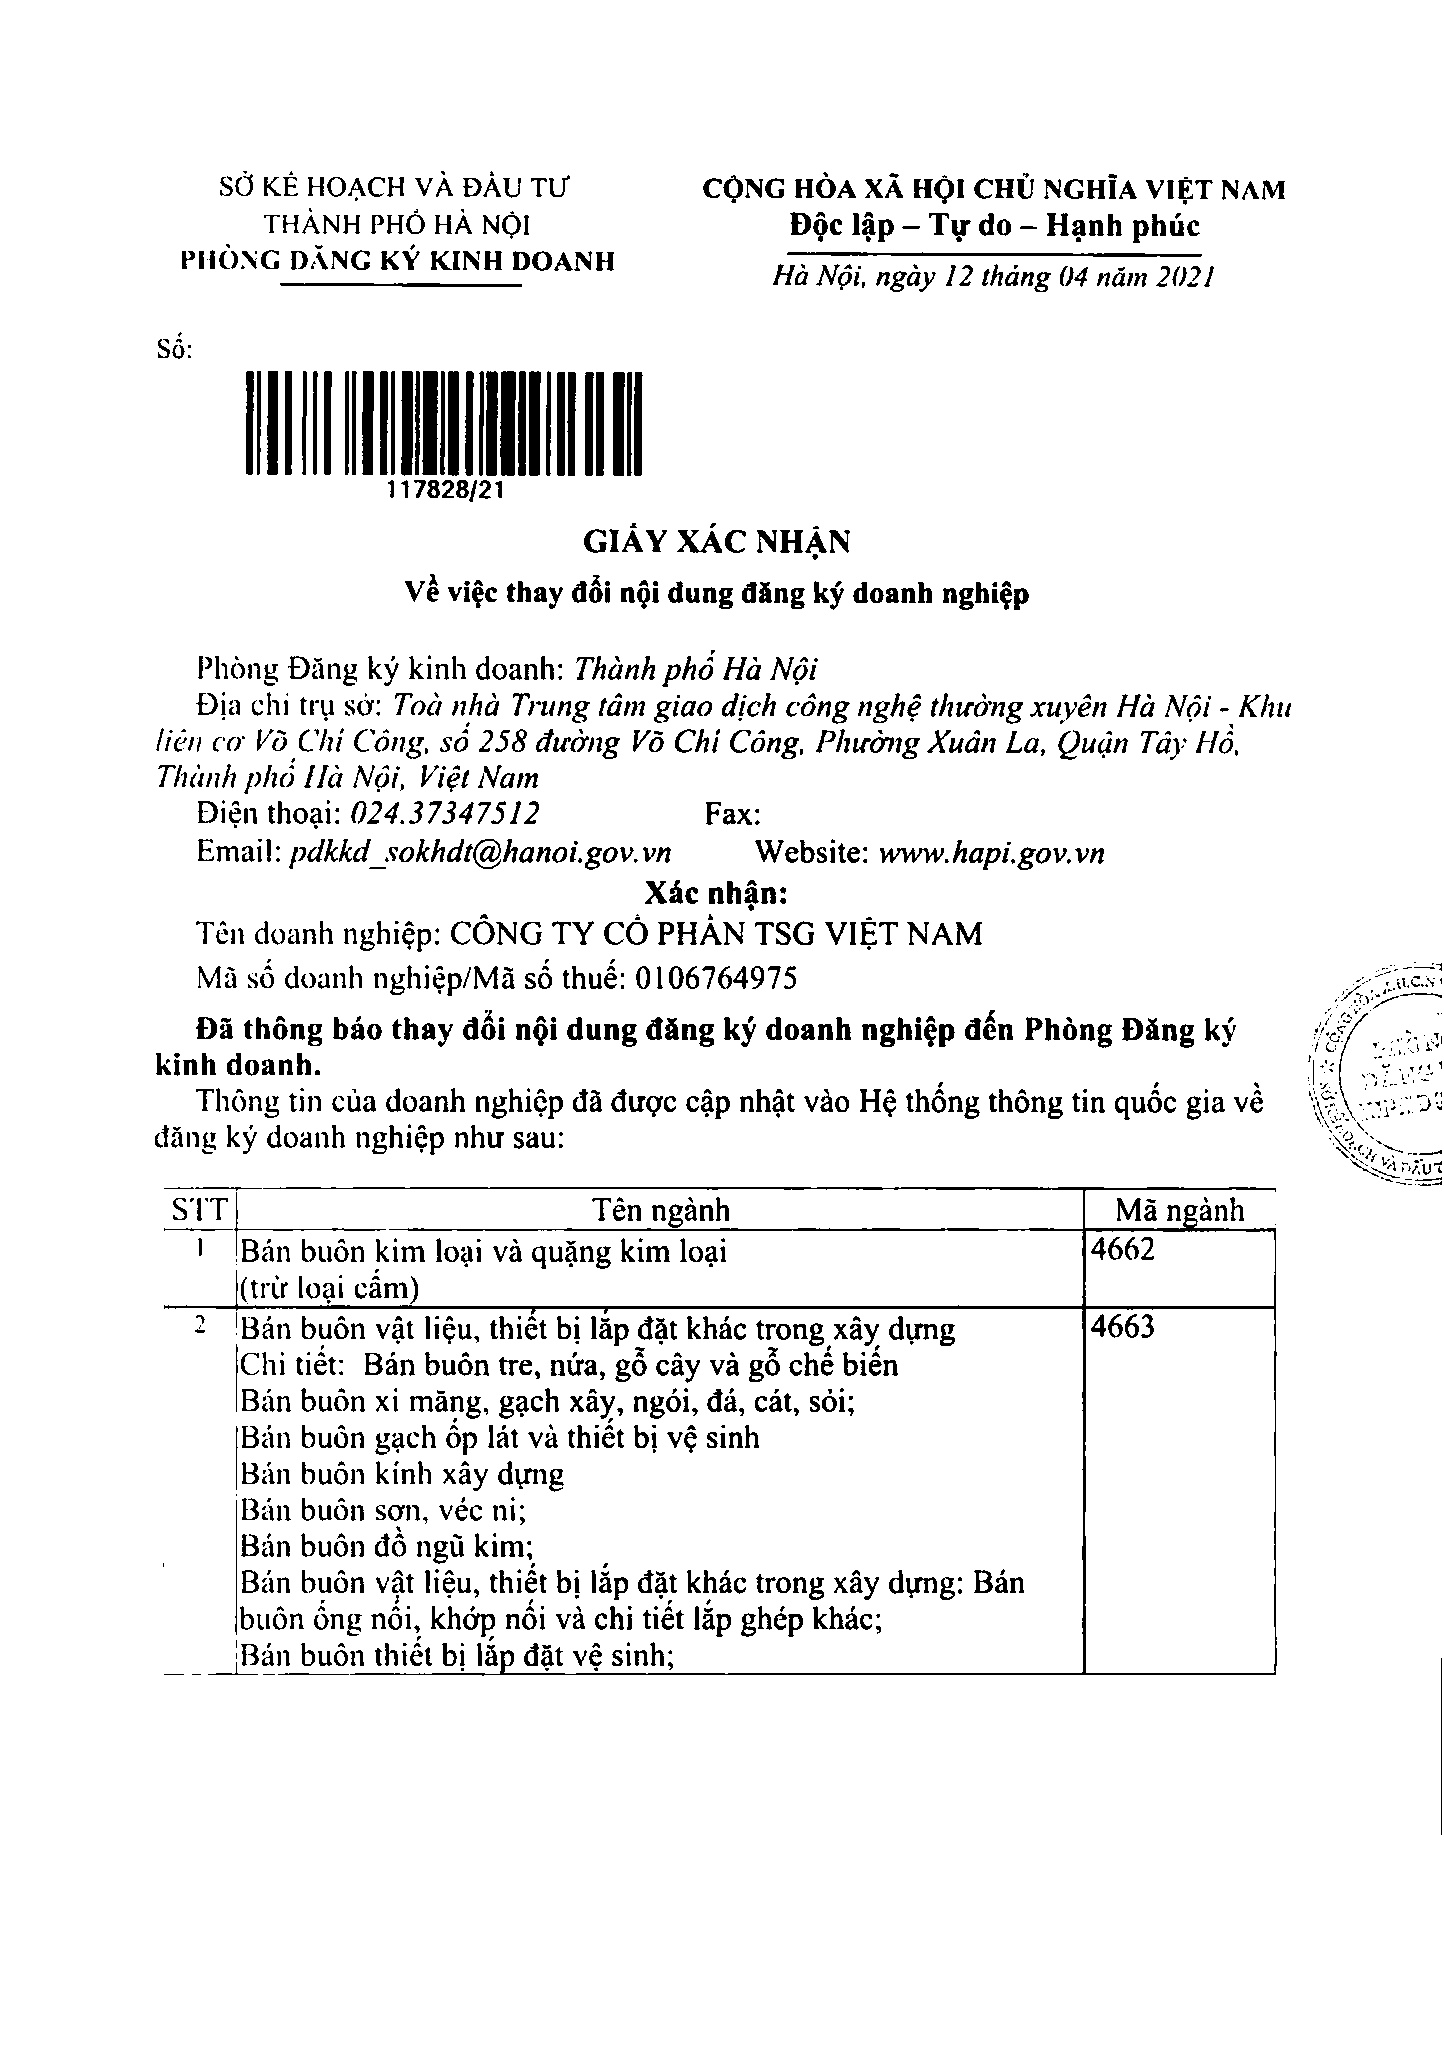 SỞ KẾ HOẠCH VÀ ĐẦU TƯ
THÀNH PHỐ HÀ NỘI
PHÒNG ĐĂNG KÝ KINH DOANH
CỘNG HÒA XÃ HỘI CHỦ NGHĨA VIỆT NAM
Độc lập – Tự do – Hạnh phúc
Hà Nội, ngày 12 tháng 04 năm 2021
Số:
117828/21
GIẤY XÁC NHẬN
Về việc thay đổi nội dung đăng ký doanh nghiệp
Phòng Đăng ký kinh doanh: Thành phố Hà Nội
Địa chỉ trụ sở: Toà nhà Trung tâm giao dịch công nghệ thường xuyên Hà Nội - Khu
liên cơ Võ Chí Công, số 258 đường Võ Chí Công, Phường Xuân La, Quận Tây Hồ,
Thành phố Hà Nội, Việt Nam
Điện thoại: 024.37347512 Fax:
Email: pdkkd_sokhdt@hanoi.gov.vn Website: www.hapi.gov.vn
Xác nhận:
Tên doanh nghiệp: CÔNG TY CỔ PHẦN TSG VIỆT NAM
Mã số doanh nghiệp/Mã số thuế: 0106764975
Đã thông báo thay đổi nội dung đăng ký doanh nghiệp đến Phòng Đăng ký
kinh doanh.
Thông tin của doanh nghiệp đã được cập nhật vào Hệ thống thông tin quốc gia về
đăng ký doanh nghiệp như sau:
STT Tên ngành Mã ngành
1 Bán buôn kim loại và quặng kim loại 4662
(trừ loại cấm)
2 Bán buôn vật liệu, thiết bị lắp đặt khác trong xây dựng 4663
Chi tiết: Bán buôn tre, nứa, gỗ cây và gỗ chế biến
Bán buôn xi măng, gạch xây, ngói, đá, cát, sỏi;
Bán buôn gạch ốp lát và thiết bị vệ sinh
Bán buôn kính xây dựng
Bán buôn sơn, véc ni;
Bán buôn đồ ngũ kim;
Bán buôn vật liệu, thiết bị lắp đặt khác trong xây dựng: Bán
buôn ống nối, khớp nối và chi tiết lắp ghép khác;
Bán buôn thiết bị lắp đặt vệ sinh;